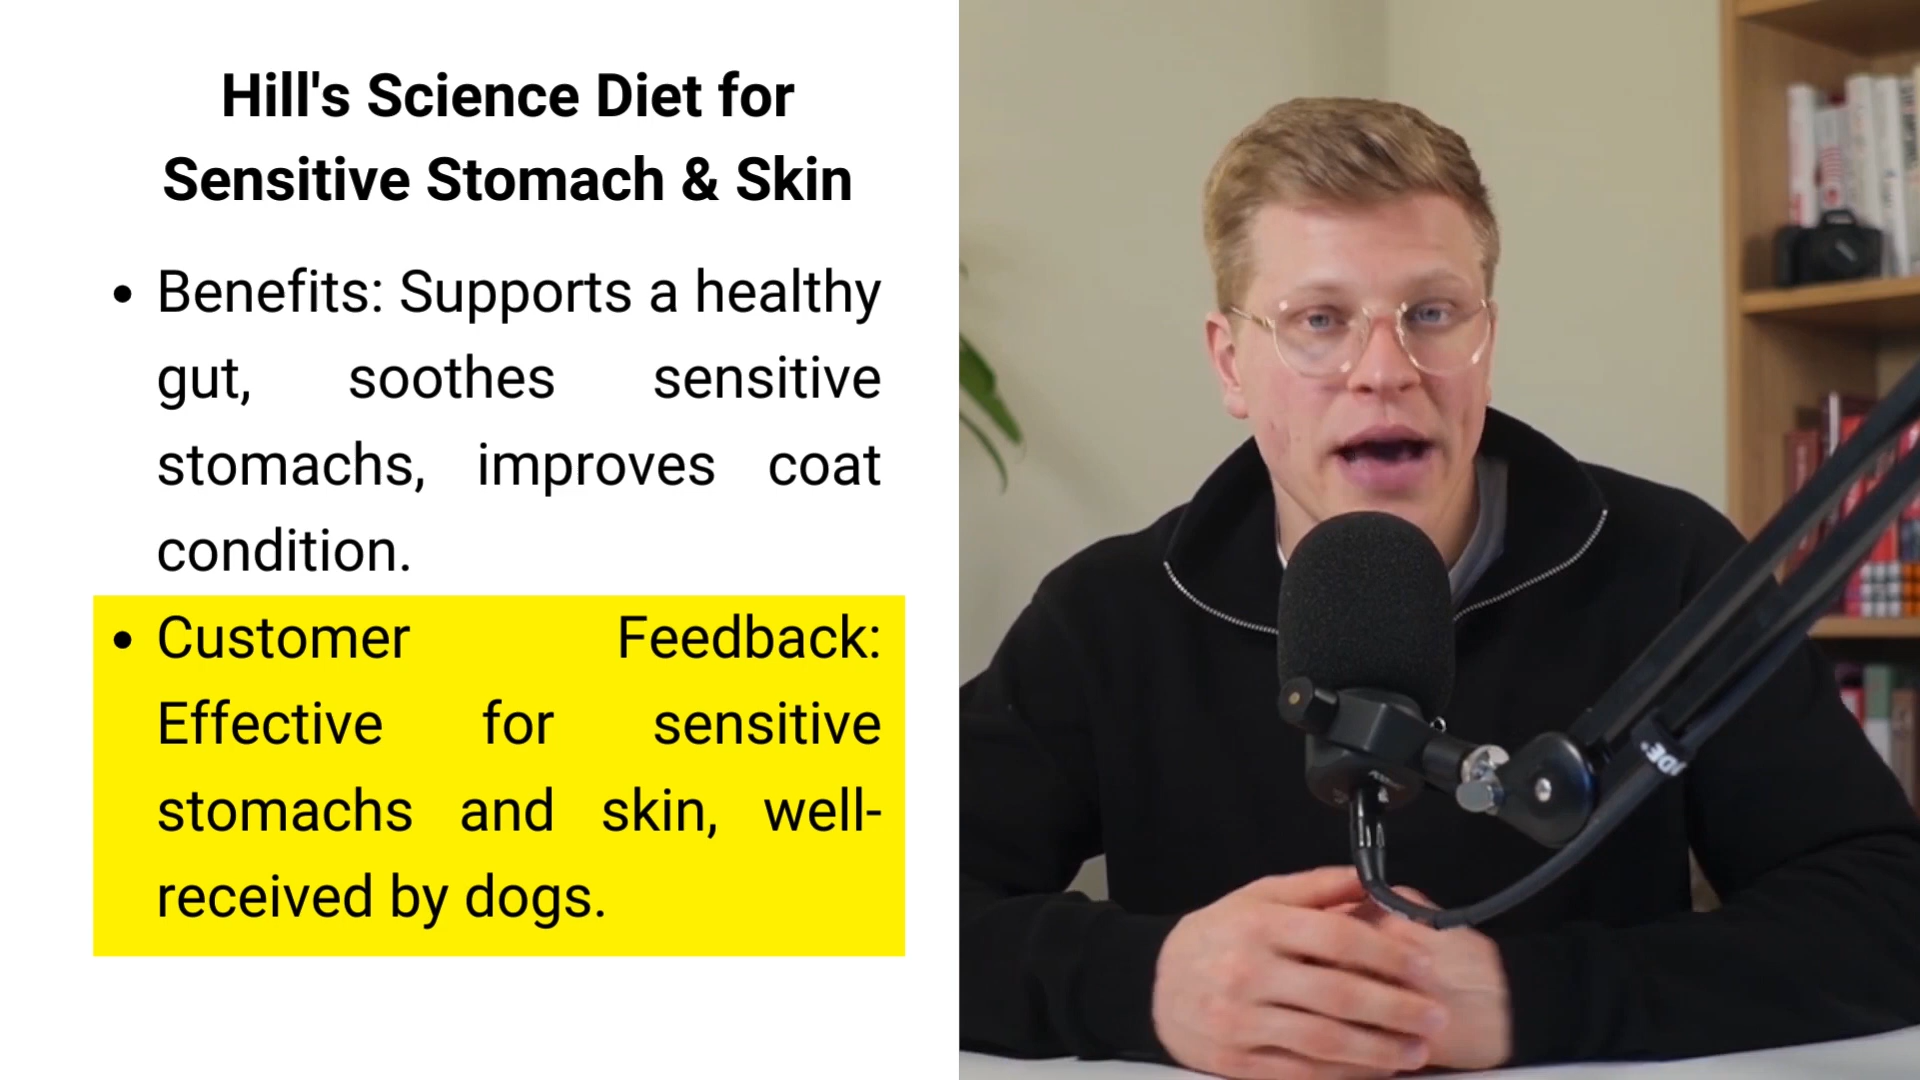 Hill's Science Diet for
Sensitive Stomach & Skin
• Benefits: Supports a healthy
gut, soothes sensitive
stomachs, improves coat
condition.
• Customer Feedback:
Effective for sensitive
stomachs and skin, well-
received by dogs.